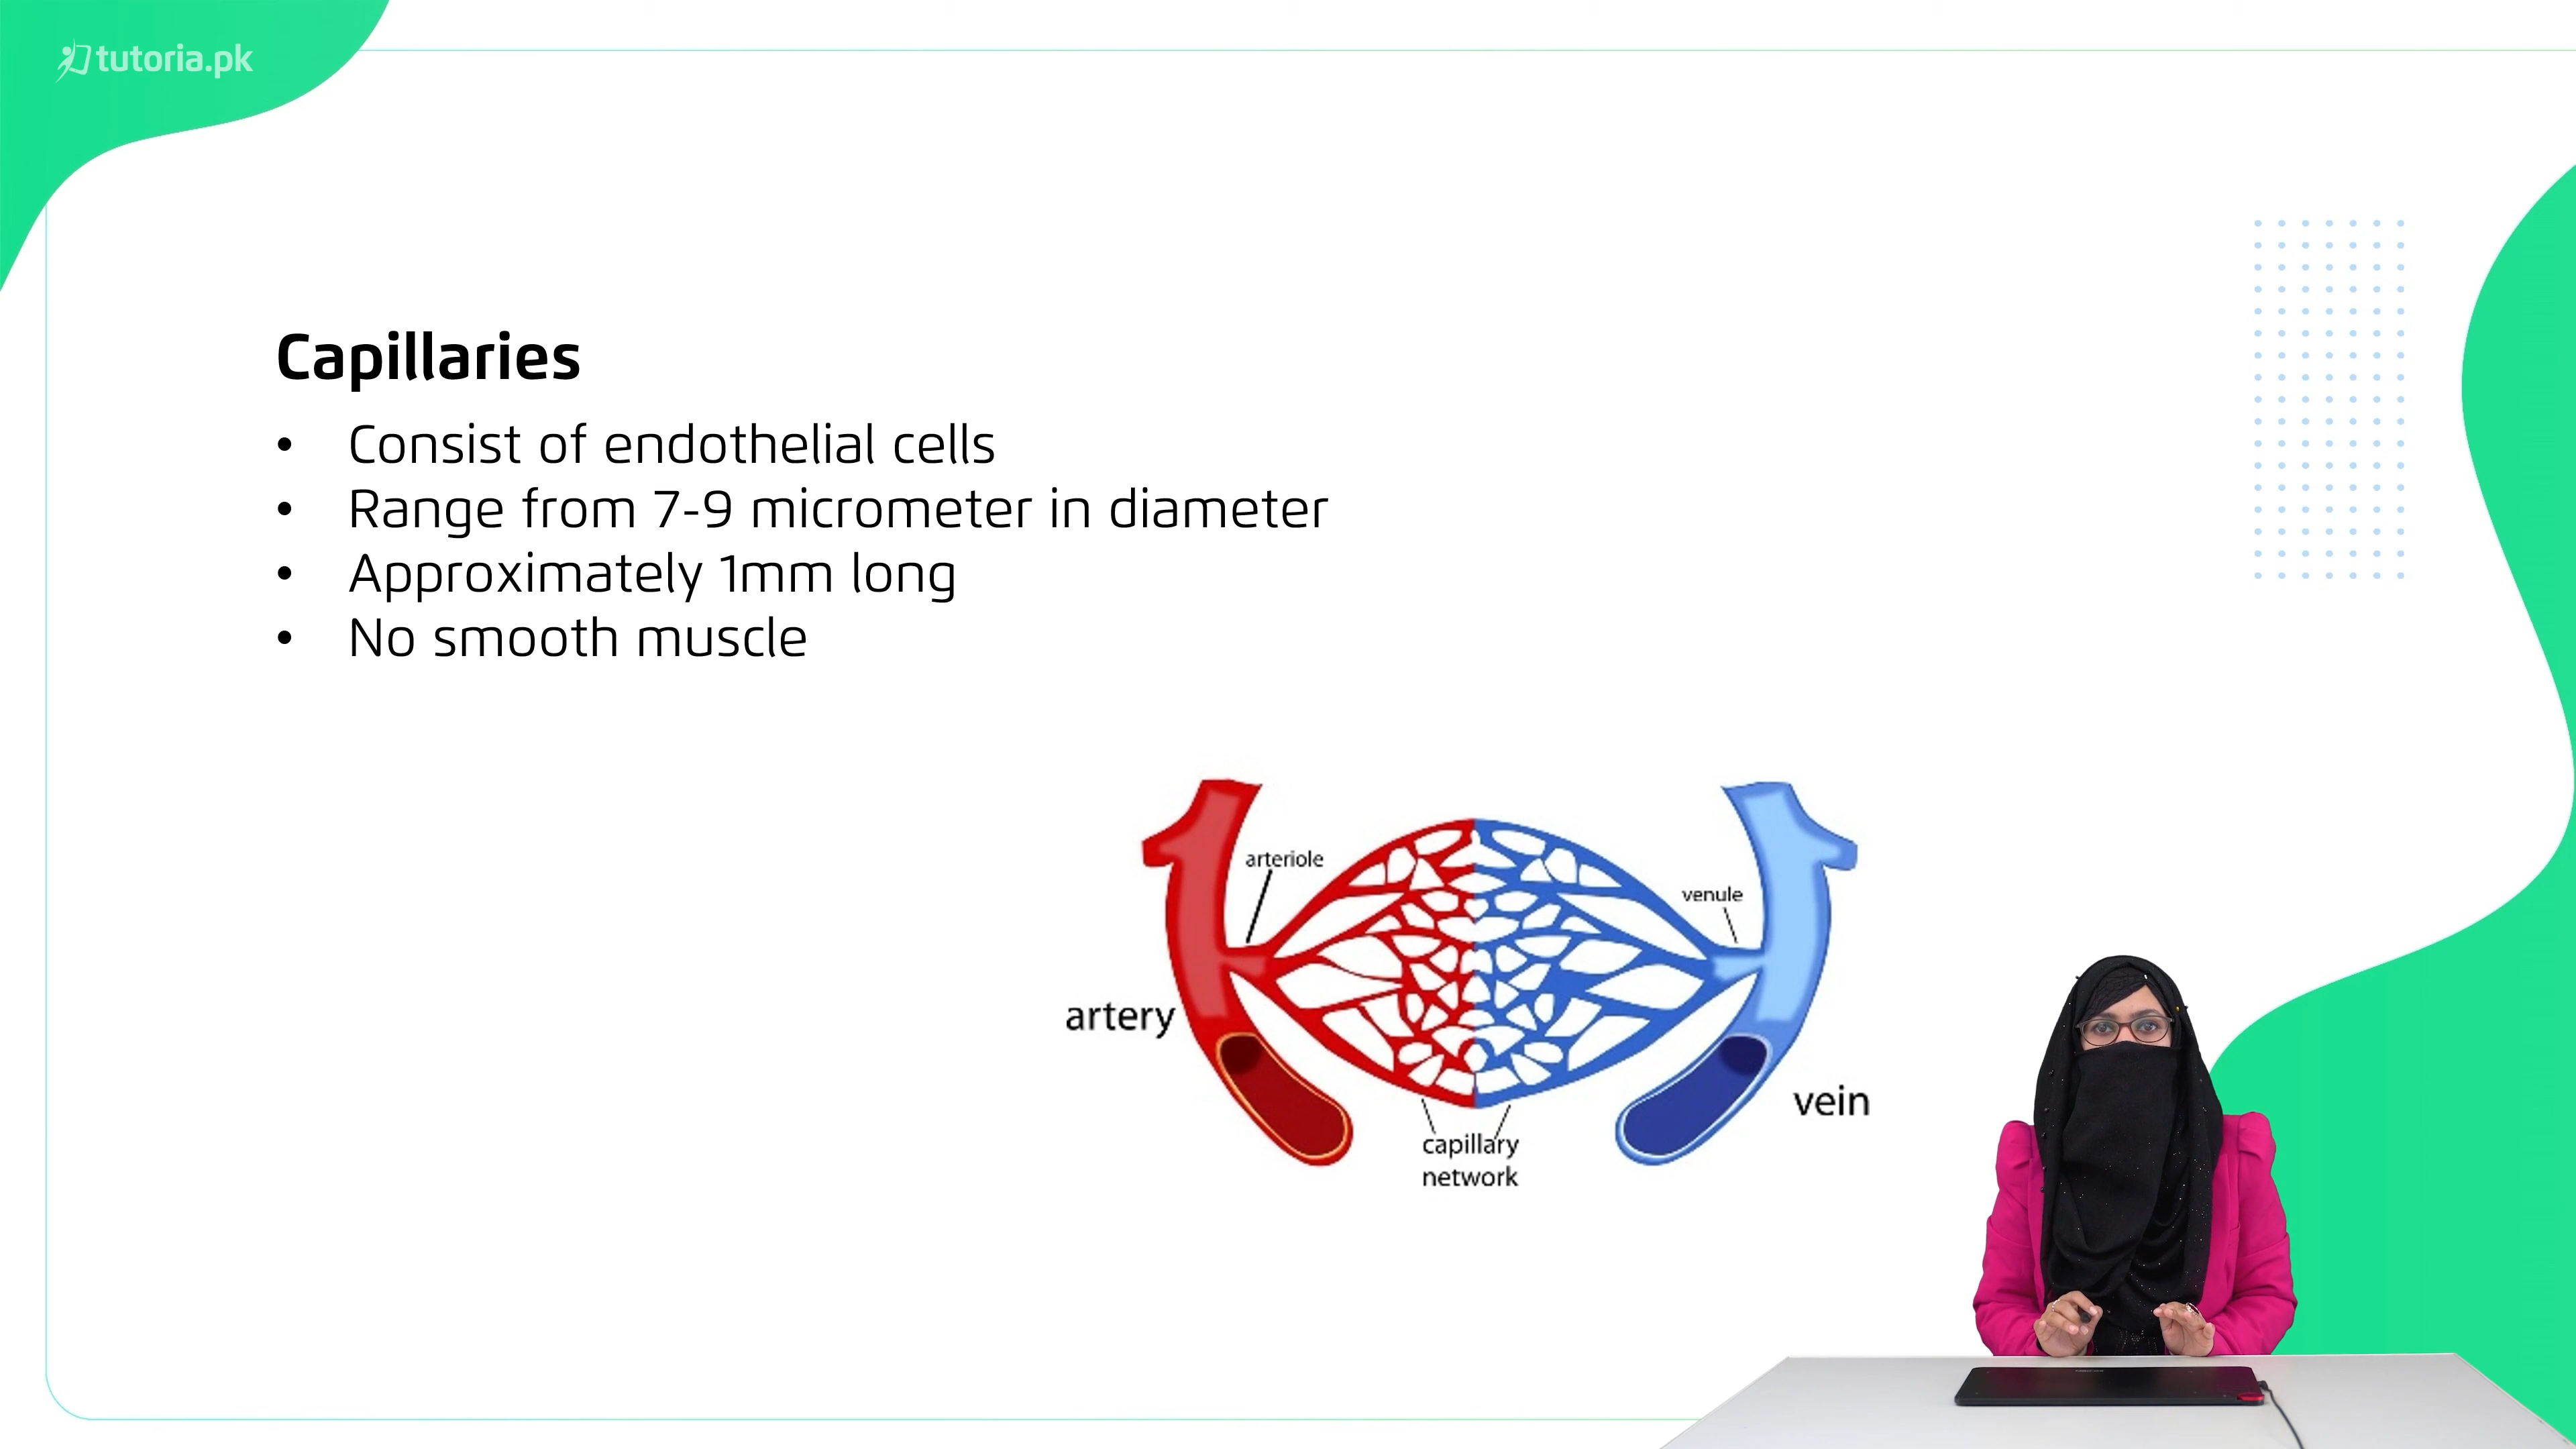 tutoria.pk
Capillaries
• Consist of endothelial cells
• Range from 7-9 micrometer in diameter
• Approximately 1mm long
• No smooth muscle
arteriole
venule
artery
vein
capillary
network